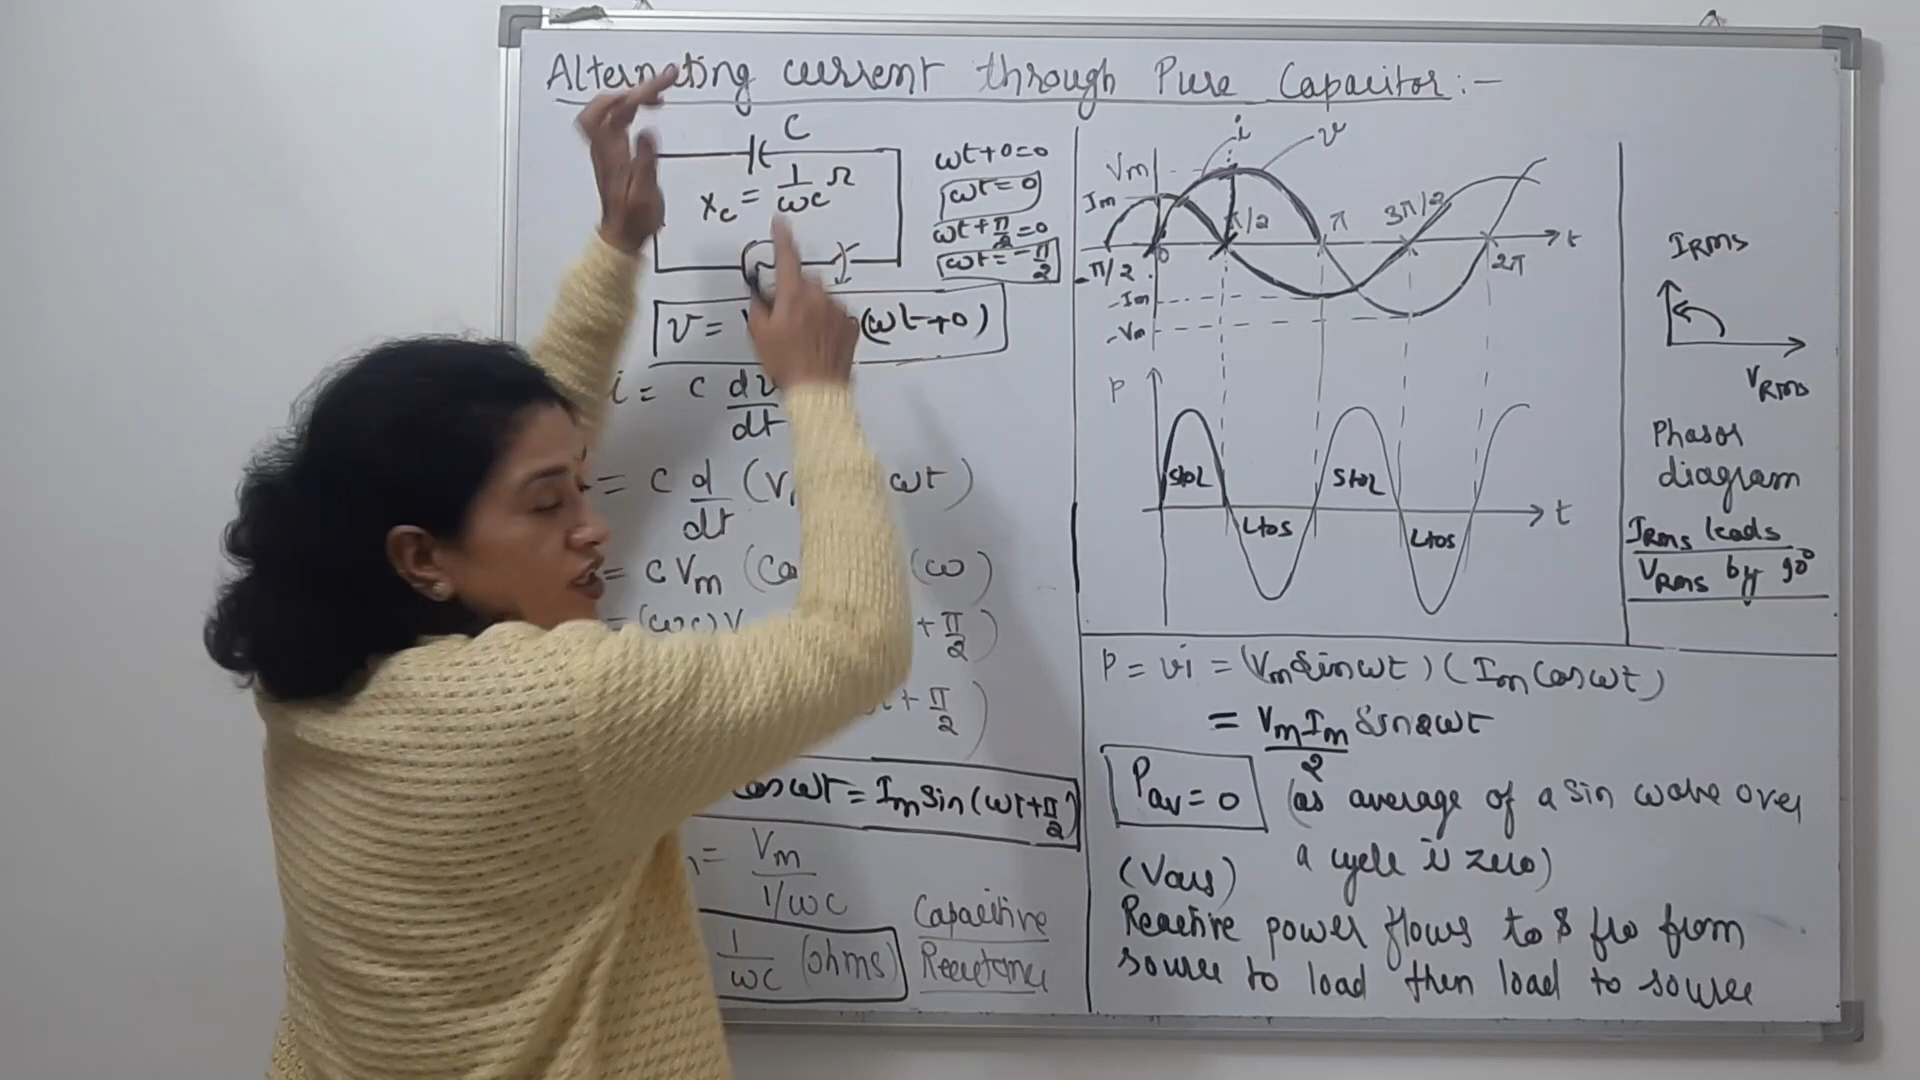 Alternating current through Pure Capacitor:-
C
Xc = 1/ωc Ω
ωt+0=0
ωt=0
ωt+π/2=0
ωt=-π/2
v= (ωt+0)
i= c dv/dt
= c d/dt (V ωt)
= cVm (Cos (ω)
= (ωc)V + π/2)
+ π/2)
Cosωt = Im Sin(ωt+π/2)
= Vm / 1/ωc
1/ωc (ohms)
Capacitive
Reactance
i
v
Vm
Im
-π/2
0
π/2
π
3π/2
2π
t
-Im
-Vm
P
StoL
LtoS
StoL
LtoS
t
IRMS
VRMS
Phasor
diagram
IRMS leads
VRMS by 90°
P = vi = (Vm Sinωt) (Im Cosωt)
= VmIm/2 Sin2ωt
Pav = 0 (as average of a sin wave over
a cycle is zero)
(Vars)
Reactive power flows to & fro from
source to load then load to source